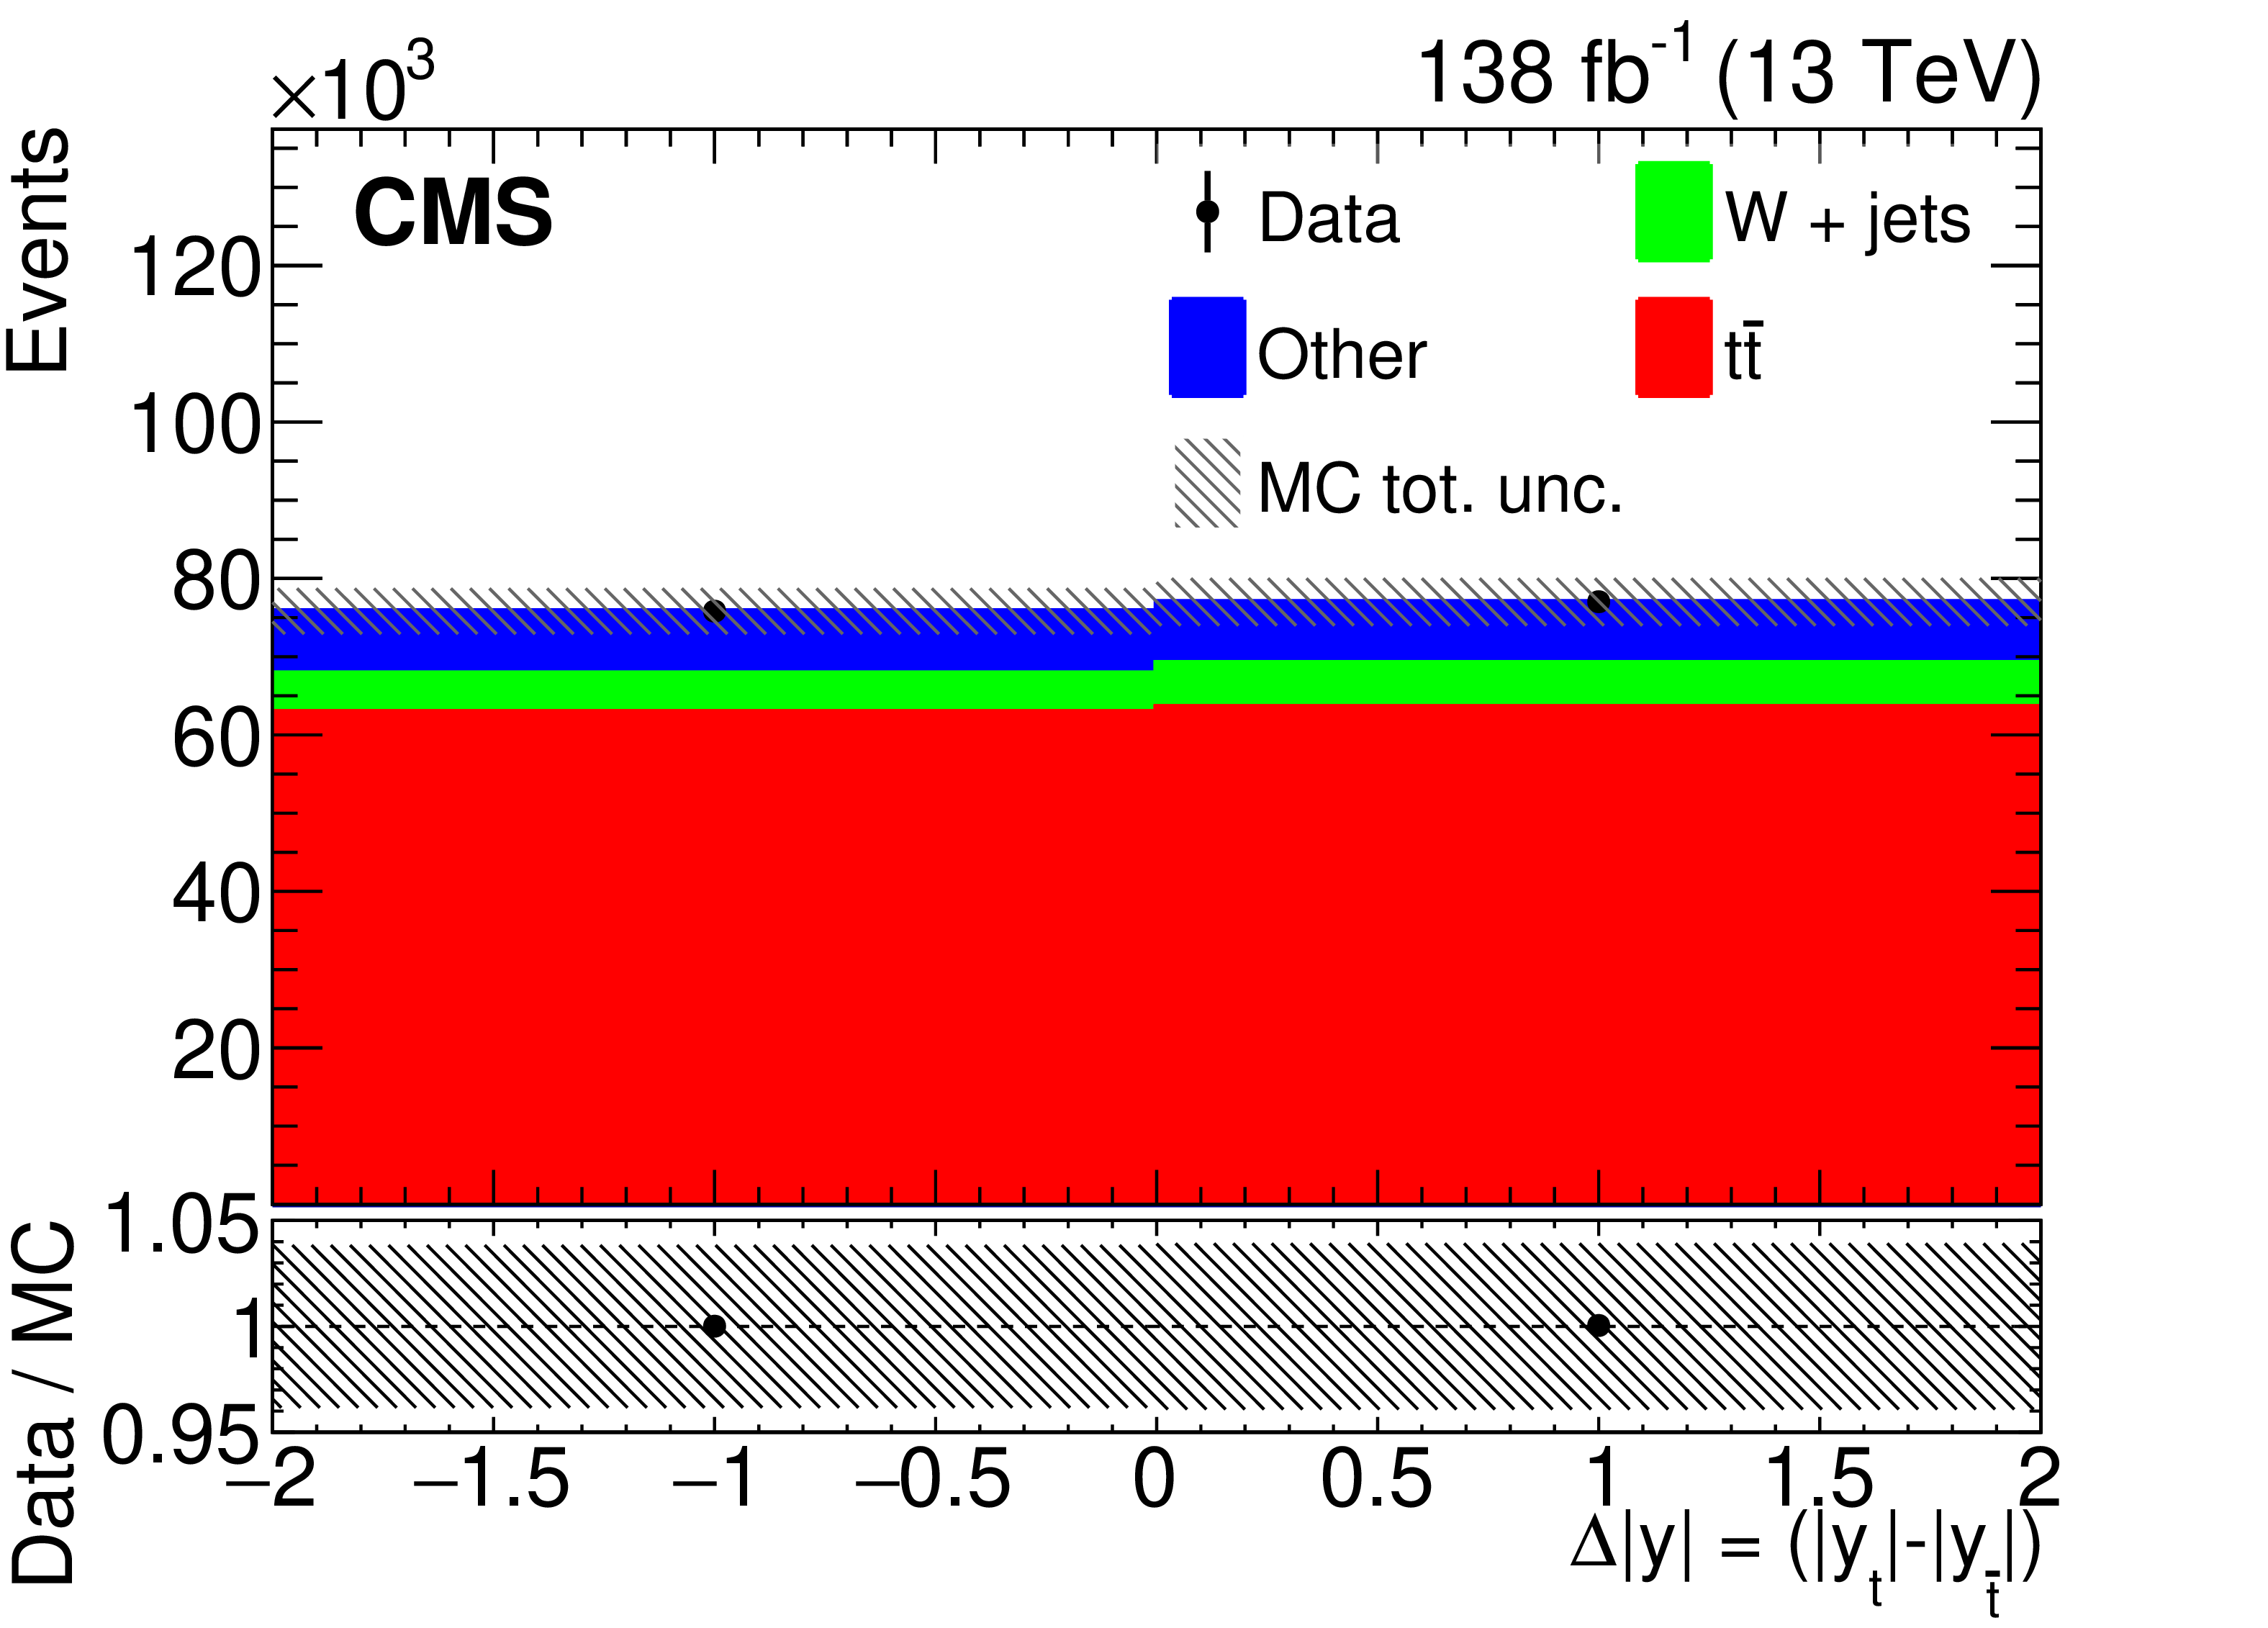 ×10³
138 fb⁻¹ (13 TeV)
Events
CMS
Data
W + jets
Other
tt̄
MC tot. unc.
120
100
80
60
40
20
Data / MC
1.05
1
0.95
−2 −1.5 −1 −0.5 0 0.5 1 1.5 2
Δ|y| = (|y_t|-|y_t̄|)